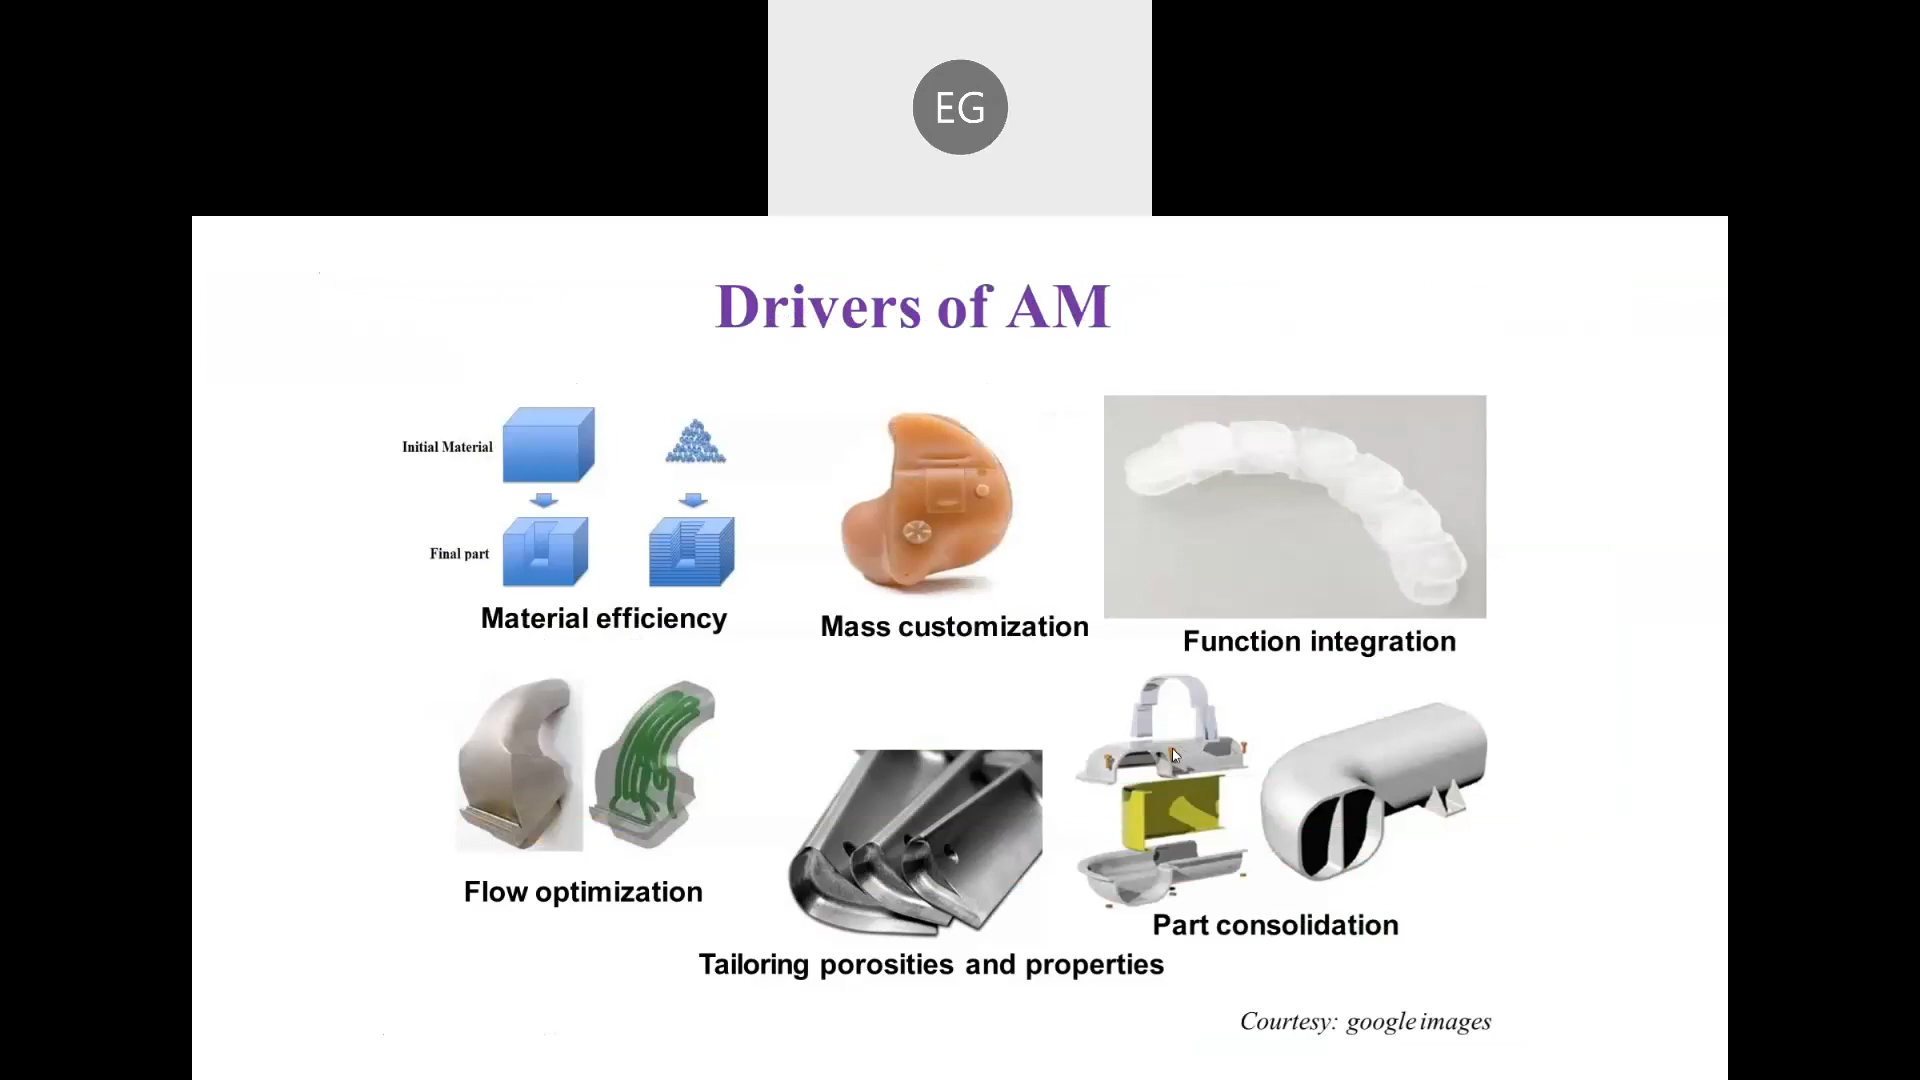 EG
Drivers of AM
Initial Material
Final part
Material efficiency
Mass customization
Function integration
Flow optimization
Part consolidation
Tailoring porosities and properties
Courtesy: google images